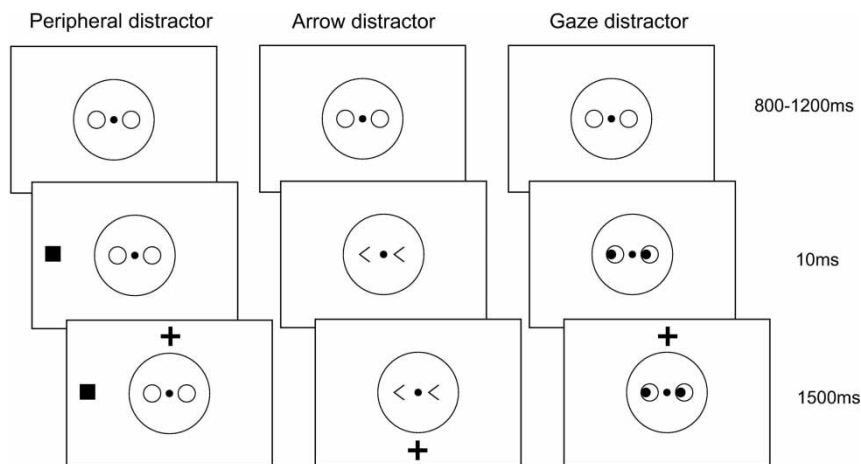 Peripheral distractor Arrow distractor Gaze distractor
800-1200ms
10ms
1500ms